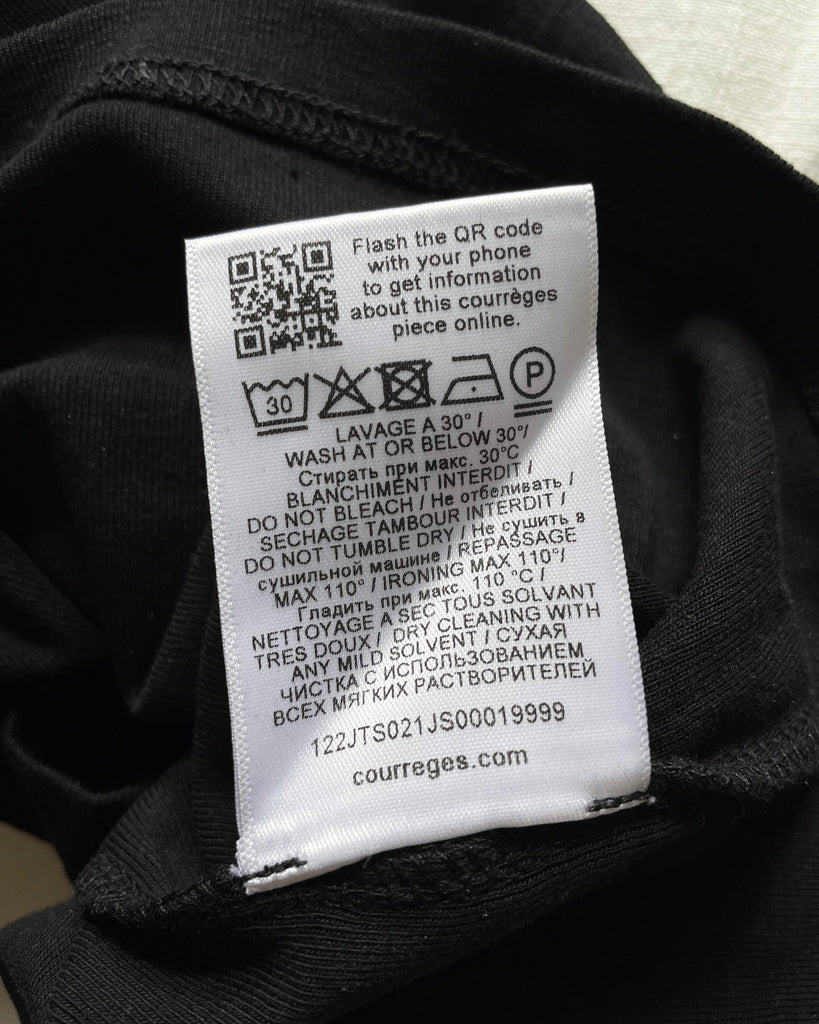 Flash the QR code
with your phone
to get information
about this courrèges
piece online.
30 P
LAVAGE A 30° /
WASH AT OR BELOW 30°/
Стирать при макс. 30°C
BLANCHIMENT INTERDIT /
DO NOT BLEACH / Не отбеливать /
SECHAGE TAMBOUR INTERDIT /
DO NOT TUMBLE DRY / Не сушить в
сушильной машине / REPASSAGE
MAX 110° / IRONING MAX 110°/
Гладить при макс. 110 °C /
NETTOYAGE A SEC TOUS SOLVANT
TRES DOUX / DRY CLEANING WITH
ANY MILD SOLVENT / СУХАЯ
ЧИСТКА С ИСПОЛЬЗОВАНИЕМ
ВСЕХ МЯГКИХ РАСТВОРИТЕЛЕЙ
122JTS021JS00019999
courreges.com